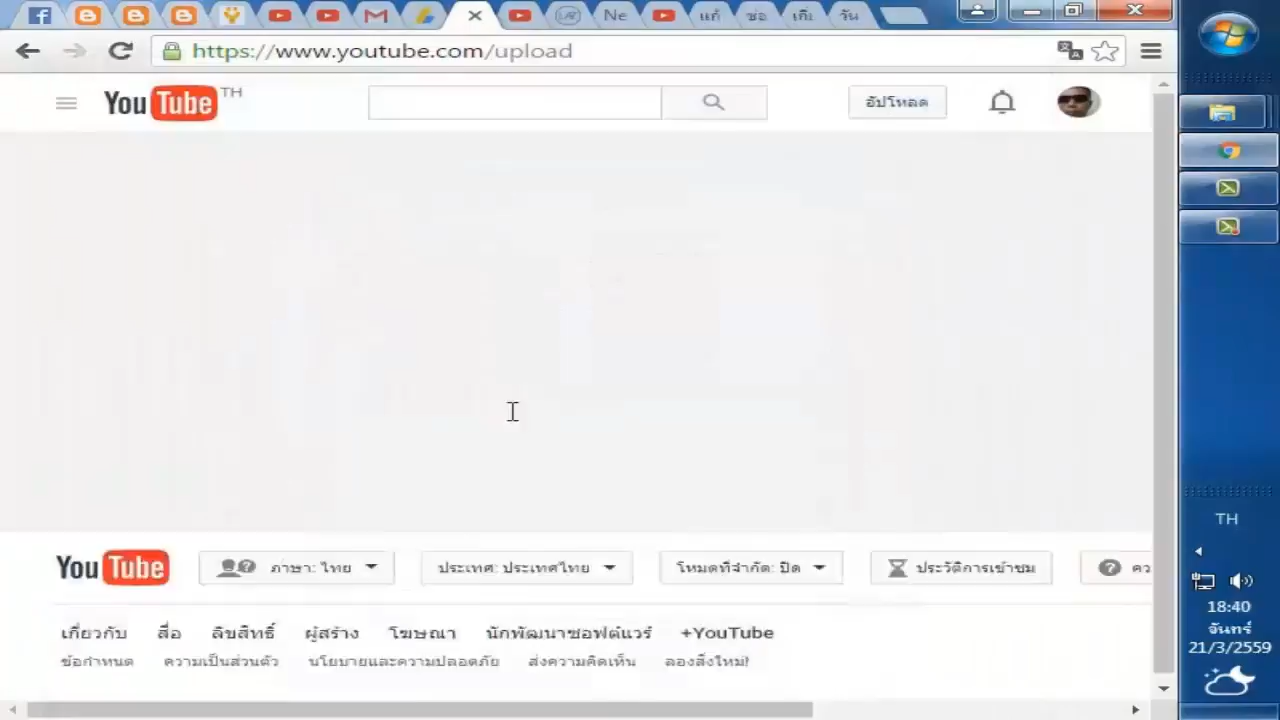 Ne
แก้
ช่อ
เกี่ย
วัน
https://www.youtube.com/upload
YouTube TH
อัปโหลด
YouTube
ภาษา: ไทย
ประเทศ: ประเทศไทย
โหมดที่จำกัด: ปิด
ประวัติการเข้าชม
คว
เกี่ยวกับ สื่อ ลิขสิทธิ์ ผู้สร้าง โฆษณา นักพัฒนาซอฟต์แวร์ +YouTube
ข้อกำหนด ความเป็นส่วนตัว นโยบายและความปลอดภัย ส่งความคิดเห็น ลองสิ่งใหม่!
TH
18:40
จันทร์
21/3/2559